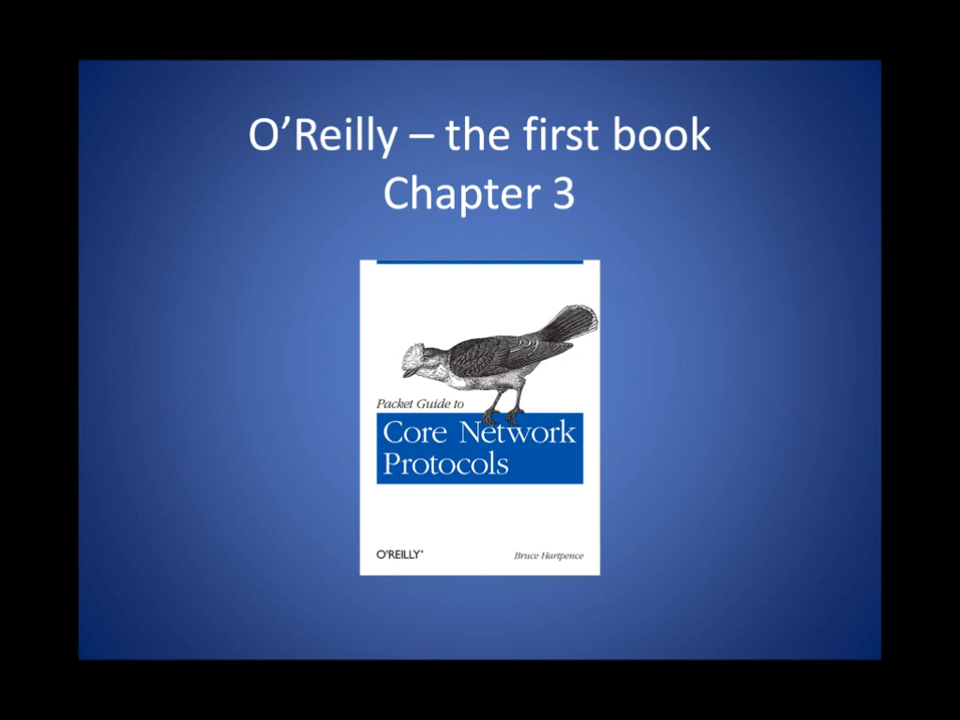 O’Reilly – the first book
Chapter 3
Packet Guide to
Core Network
Protocols
O'REILLY®
Bruce Hartpence